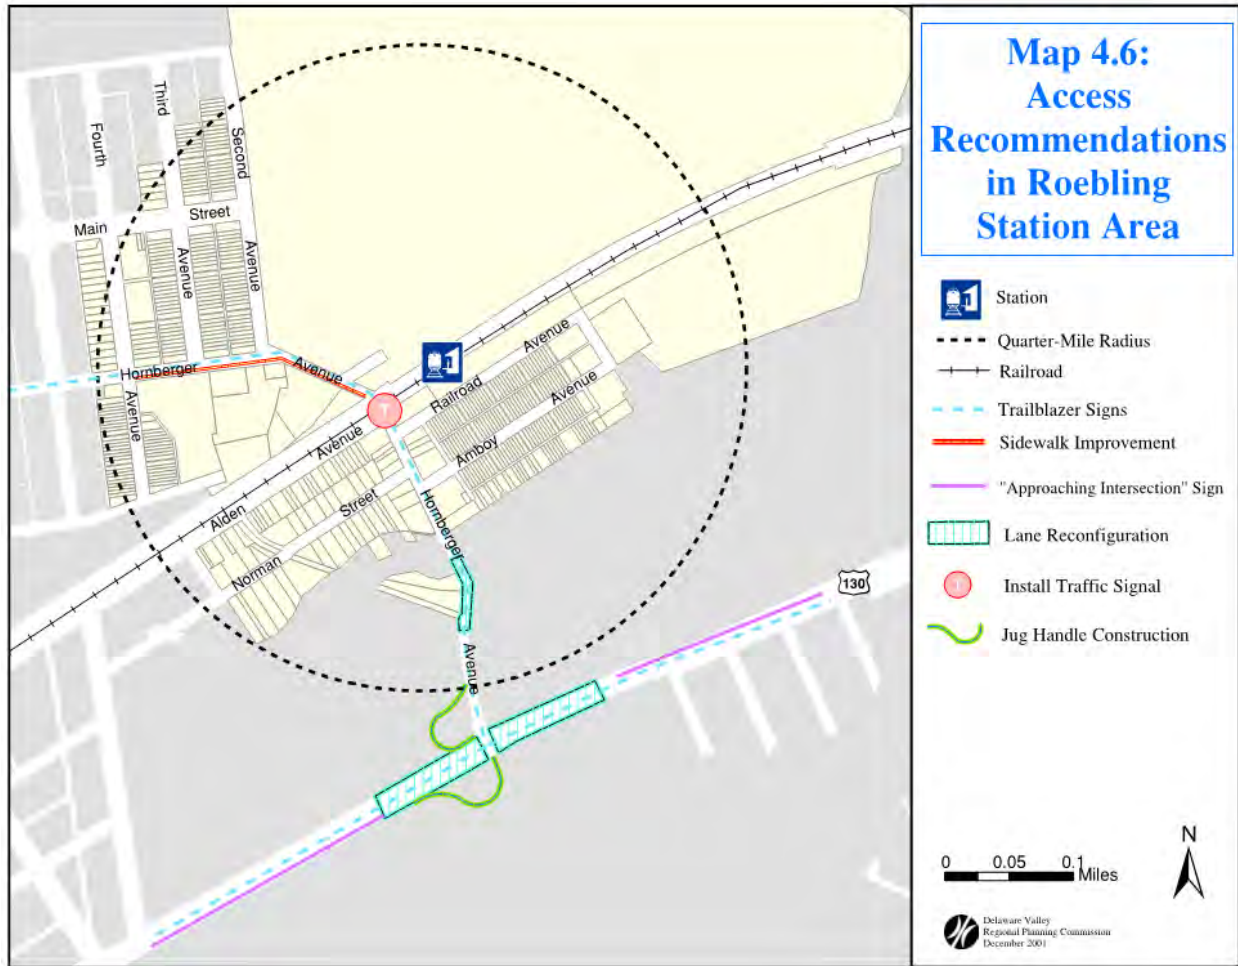 Map 4.6:
Access
Recommendations
in Roebling
Station Area
Station
Quarter-Mile Radius
Railroad
Trailblazer Signs
Sidewalk Improvement
"Approaching Intersection" Sign
Lane Reconfiguration
T
Install Traffic Signal
Jug Handle Construction
0 0.05 0.1
Miles
N
Delaware Valley
Regional Planning Commission
December 2001
Third
Fourth
Second
Main
Street
Avenue
Avenue
Hornberger
Avenue
Avenue
T
Railroad
Avenue
Amboy
Avenue
Alden
Avenue
Norman
Street
Hornberger
Avenue
130